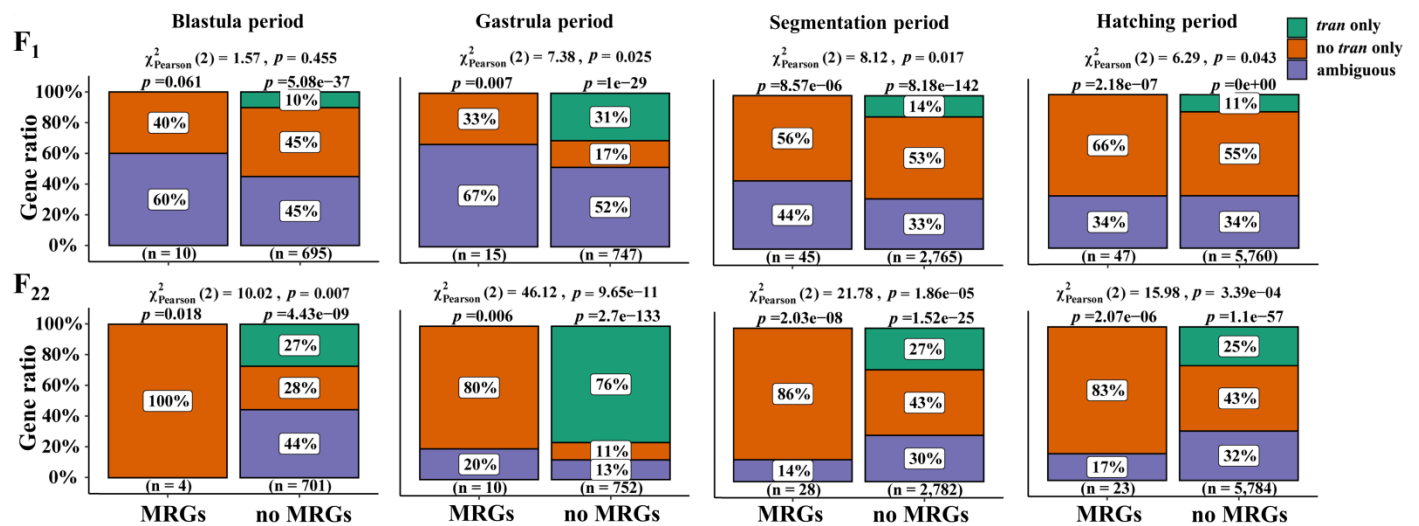 Blastula period
Gastrula period
Segmentation period
Hatching period
tran only
no tran only
ambiguous
F1
χ²Pearson (2) = 1.57 , p = 0.455
p=0.061 p=5.08e−37
χ²Pearson (2) = 7.38 , p = 0.025
p=0.007 p=1e−29
χ²Pearson (2) = 8.12 , p = 0.017
p=8.57e−06 p=8.18e−142
χ²Pearson (2) = 6.29 , p = 0.043
p=2.18e−07 p=0e+00
Gene ratio
100%
80%
60%
40%
20%
0%
40%
60%
10%
45%
45%
(n = 10) (n = 695)
33%
67%
31%
17%
52%
(n = 15) (n = 747)
56%
44%
14%
53%
33%
(n = 45) (n = 2,765)
66%
34%
11%
55%
34%
(n = 47) (n = 5,760)
F22
χ²Pearson (2) = 10.02 , p = 0.007
p=0.018 p=4.43e−09
χ²Pearson (2) = 46.12 , p = 9.65e−11
p=0.006 p=2.7e−133
χ²Pearson (2) = 21.78 , p = 1.86e−05
p=2.03e−08 p=1.52e−25
χ²Pearson (2) = 15.98 , p = 3.39e−04
p=2.07e−06 p=1.1e−57
Gene ratio
100%
80%
60%
40%
20%
0%
100%
27%
28%
44%
(n = 4) (n = 701)
80%
20%
76%
11%
13%
(n = 10) (n = 752)
86%
14%
27%
43%
30%
(n = 28) (n = 2,782)
83%
17%
25%
43%
32%
(n = 23) (n = 5,784)
MRGs no MRGs
MRGs no MRGs
MRGs no MRGs
MRGs no MRGs